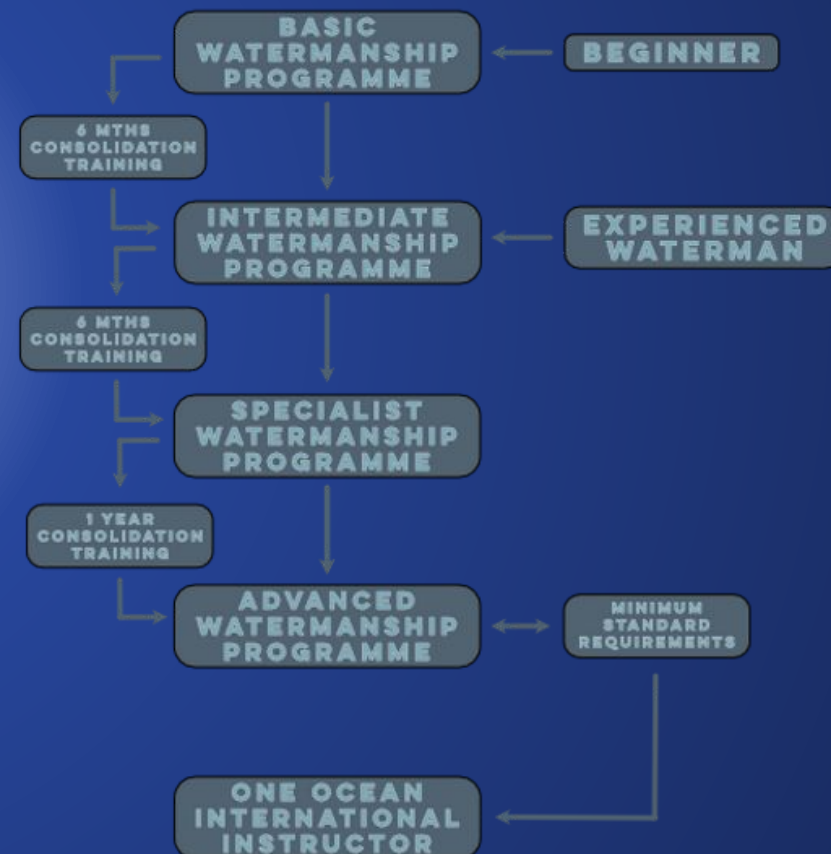 BASIC
WATERMANSHIP
PROGRAMME
BEGINNER
6 MTHS
CONSOLIDATION
TRAINING
INTERMEDIATE
WATERMANSHIP
PROGRAMME
EXPERIENCED
WATERMAN
6 MTHS
CONSOLIDATION
TRAINING
SPECIALIST
WATERMANSHIP
PROGRAMME
1 YEAR
CONSOLIDATION
TRAINING
ADVANCED
WATERMANSHIP
PROGRAMME
MINIMUM
STANDARD
REQUIREMENTS
ONE OCEAN
INTERNATIONAL
INSTRUCTOR